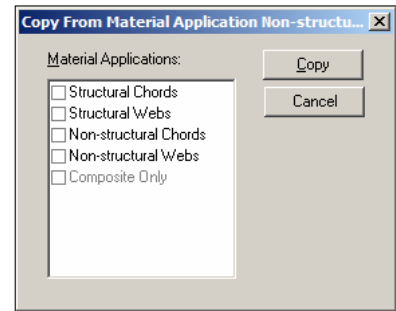 Copy From Material Application Non-structu...
Material Applications:
Copy
Cancel
Structural Chords
Structural Webs
Non-structural Chords
Non-structural Webs
Composite Only